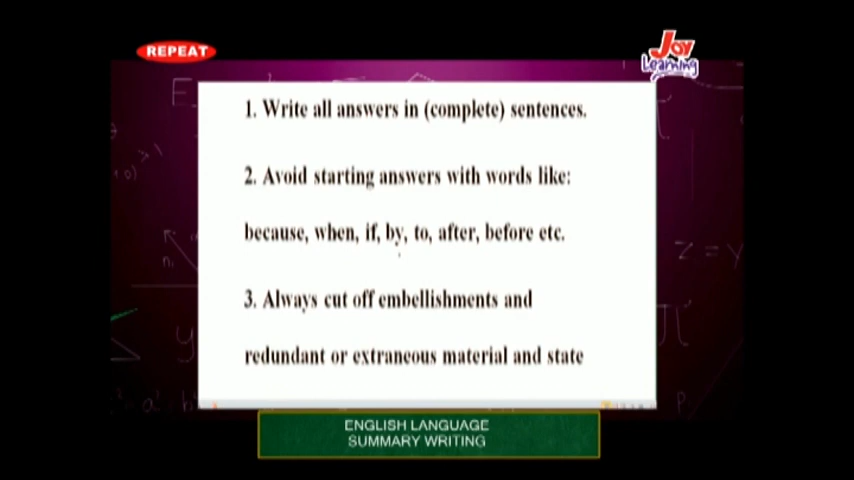 REPEAT
Joy
Learning
1. Write all answers in (complete) sentences.
2. Avoid starting answers with words like:
because, when, if, by, to, after, before etc.
3. Always cut off embellishments and
redundant or extraneous material and state
ENGLISH LANGUAGE
SUMMARY WRITING